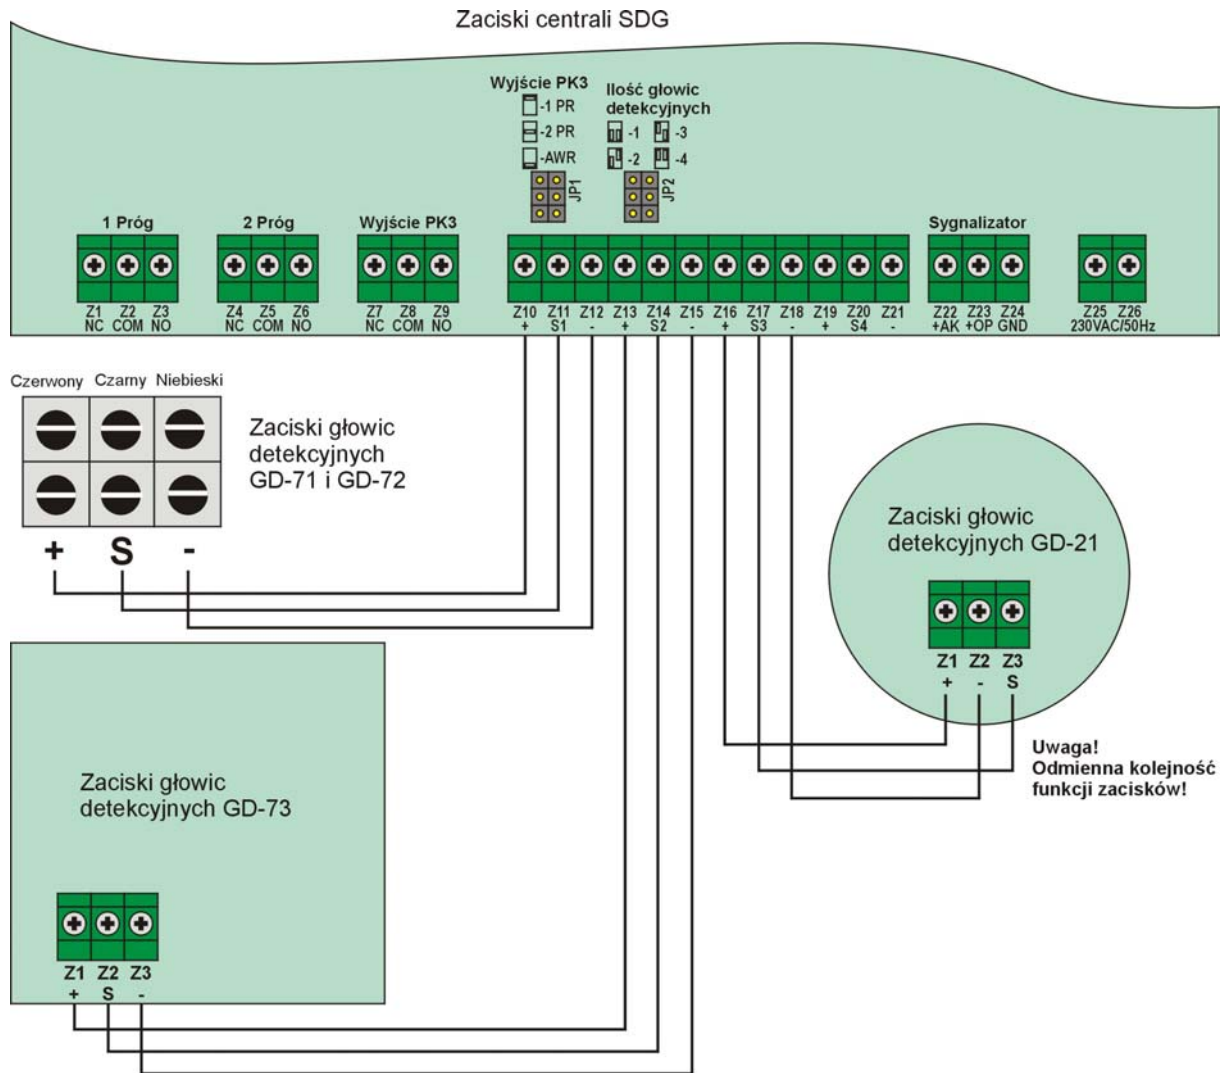 Zaciski centrali SDG
Wyjście PK3
-1 PR
-2 PR
-AWR
JP1
Ilość głowic
detekcyjnych
-1 -3
-2 -4
JP2
1 Próg 2 Próg Wyjście PK3 Sygnalizator
Z1 Z2 Z3 Z4 Z5 Z6 Z7 Z8 Z9 Z10 Z11 Z12 Z13 Z14 Z15 Z16 Z17 Z18 Z19 Z20 Z21 Z22 Z23 Z24 Z25 Z26
NC COM NO NC COM NO NC COM NO + S1 - + S2 - + S3 - + S4 - +AK +OP GND 230VAC/50Hz
Czerwony Czarny Niebieski
Zaciski głowic
detekcyjnych
GD-71 i GD-72
+ S -
Zaciski głowic
detekcyjnych GD-21
Z1 Z2 Z3
+ - S
Uwaga!
Odmienna kolejność
funkcji zacisków!
Zaciski głowic
detekcyjnych GD-73
Z1 Z2 Z3
+ S -